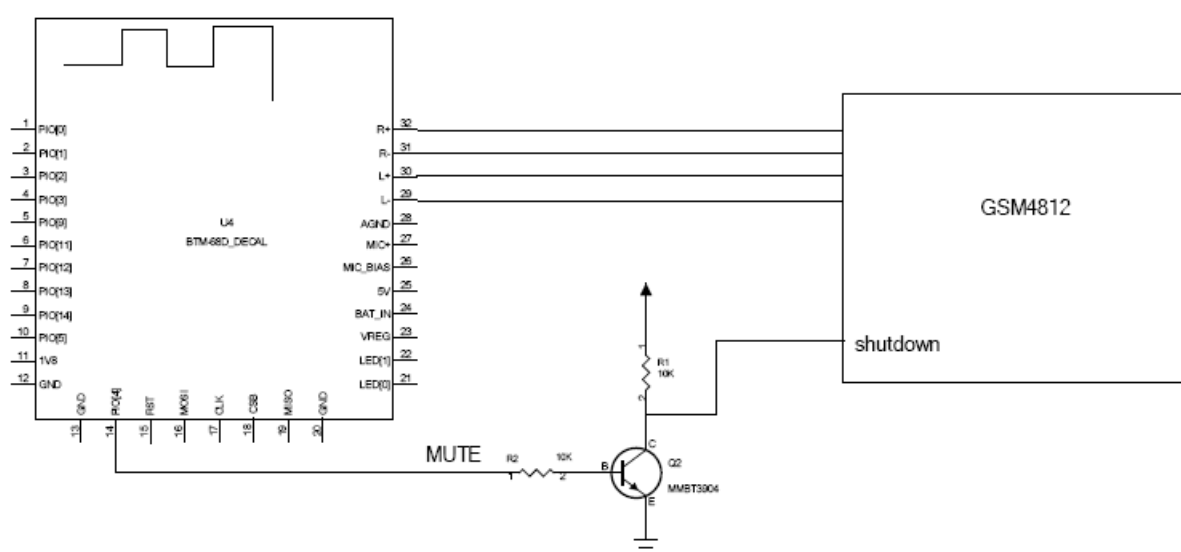 1 PIO[0]
2 PIO[1]
3 PIO[2]
4 PIO[3]
5 PIO[9]
6 PIO[11]
7 PIO[12]
8 PIO[13]
9 PIO[14]
10 PIO[5]
11 1V8
12 GND
U4
BTM-68D_DECAL
R+ 32
R- 31
L+ 30
L- 29
AGND 28
MIC+ 27
MIC_BIAS 26
5V 25
BAT_IN 24
VREG 23
LED[1] 22
LED[0] 21
GND 13
PIO[4] 14
RST 15
MOSI 16
CLK 17
CSB 18
MISO 19
GND 20
GSM4812
shutdown
1
R1
10K
2
MUTE
R2 10K
1 2
B
C
E
Q2
MMBT3904